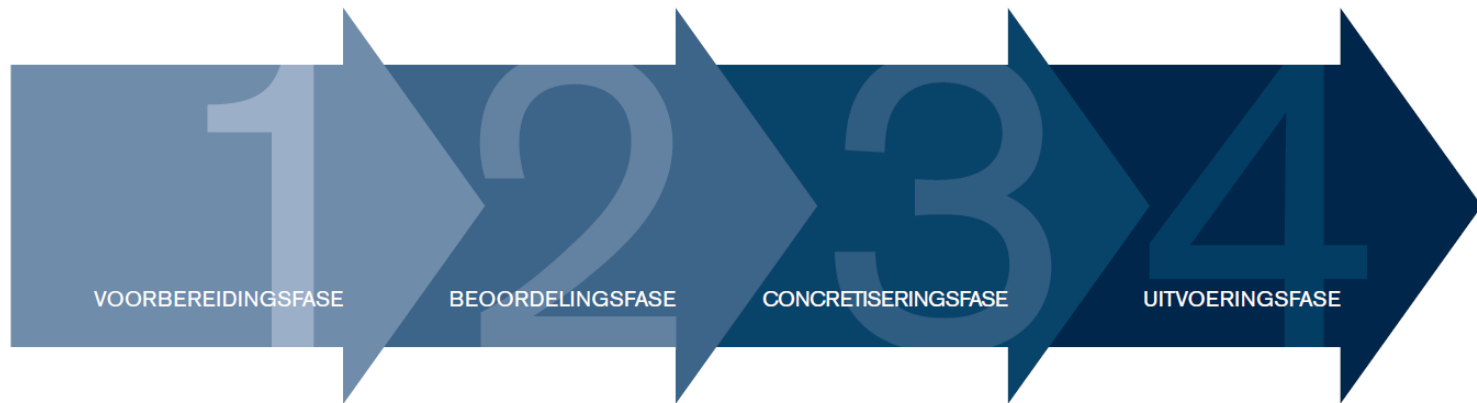 1
VOORBEREIDINGSFASE
2
BEOORDELINGSFASE
3
CONCRETISERINGSFASE
4
UITVOERINGSFASE